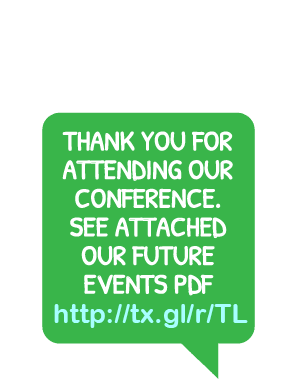 THANK YOU FOR
ATTENDING OUR
CONFERENCE.
SEE ATTACHED
OUR FUTURE
EVENTS PDF
http://tx.gl/r/TL